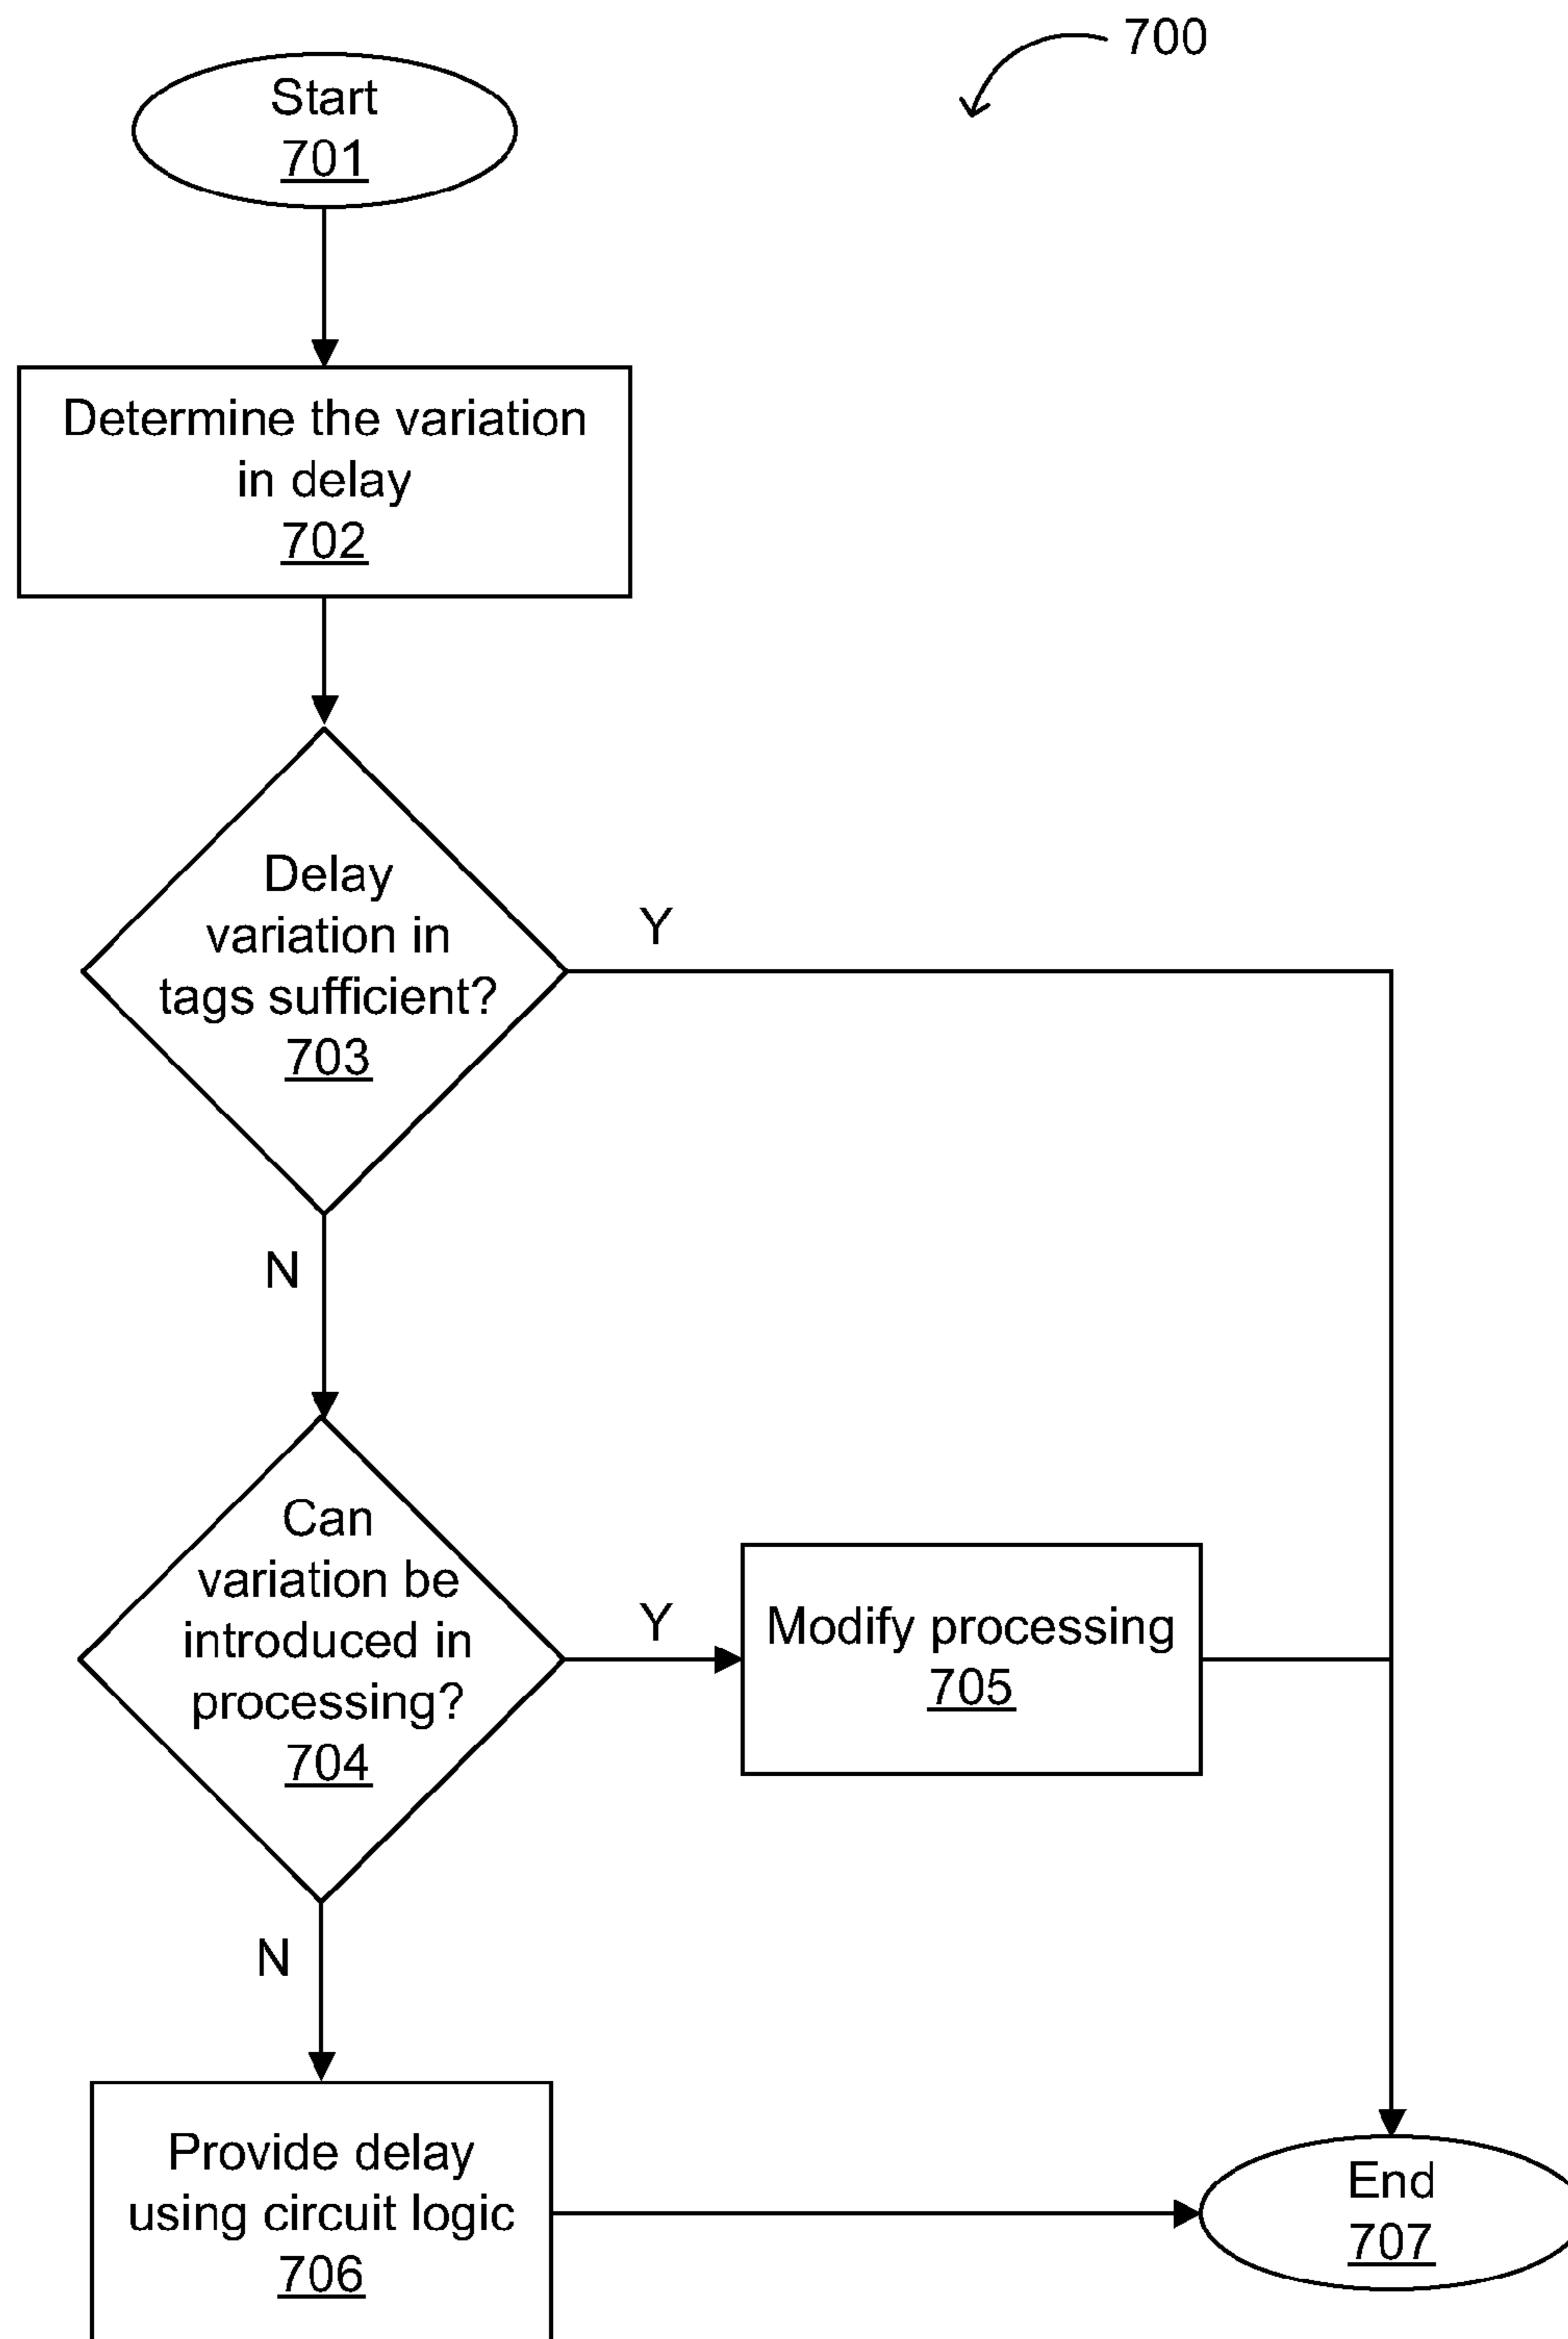 700
Start
701
Determine the variation
in delay
702
Delay
variation in
tags sufficient?
703
Y
N
Can
variation be
introduced in
processing?
704
Y
Modify processing
705
N
Provide delay
using circuit logic
706
End
707